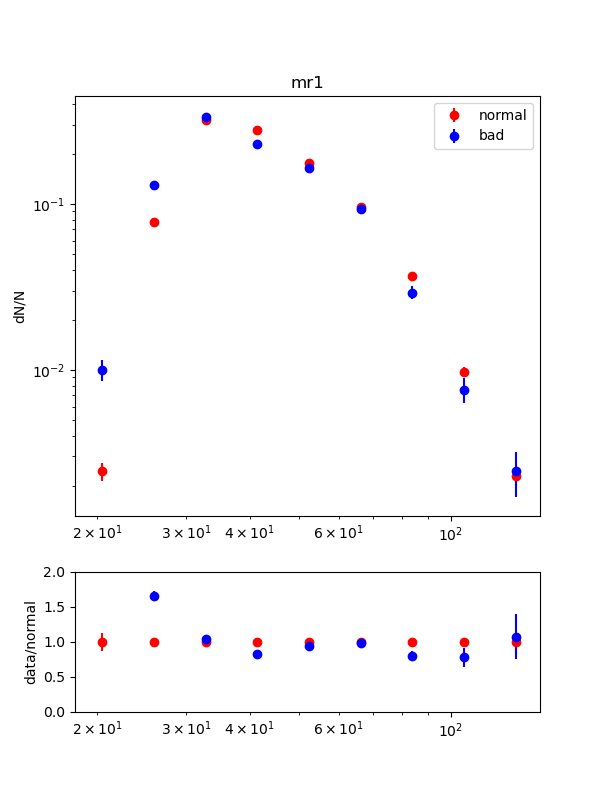 mr1
normal
bad
dN/N
10⁻¹
10⁻²
2 × 10¹
3 × 10¹
4 × 10¹
6 × 10¹
10²
data/normal
2.0
1.5
1.0
0.5
0.0
2 × 10¹
3 × 10¹
4 × 10¹
6 × 10¹
10²